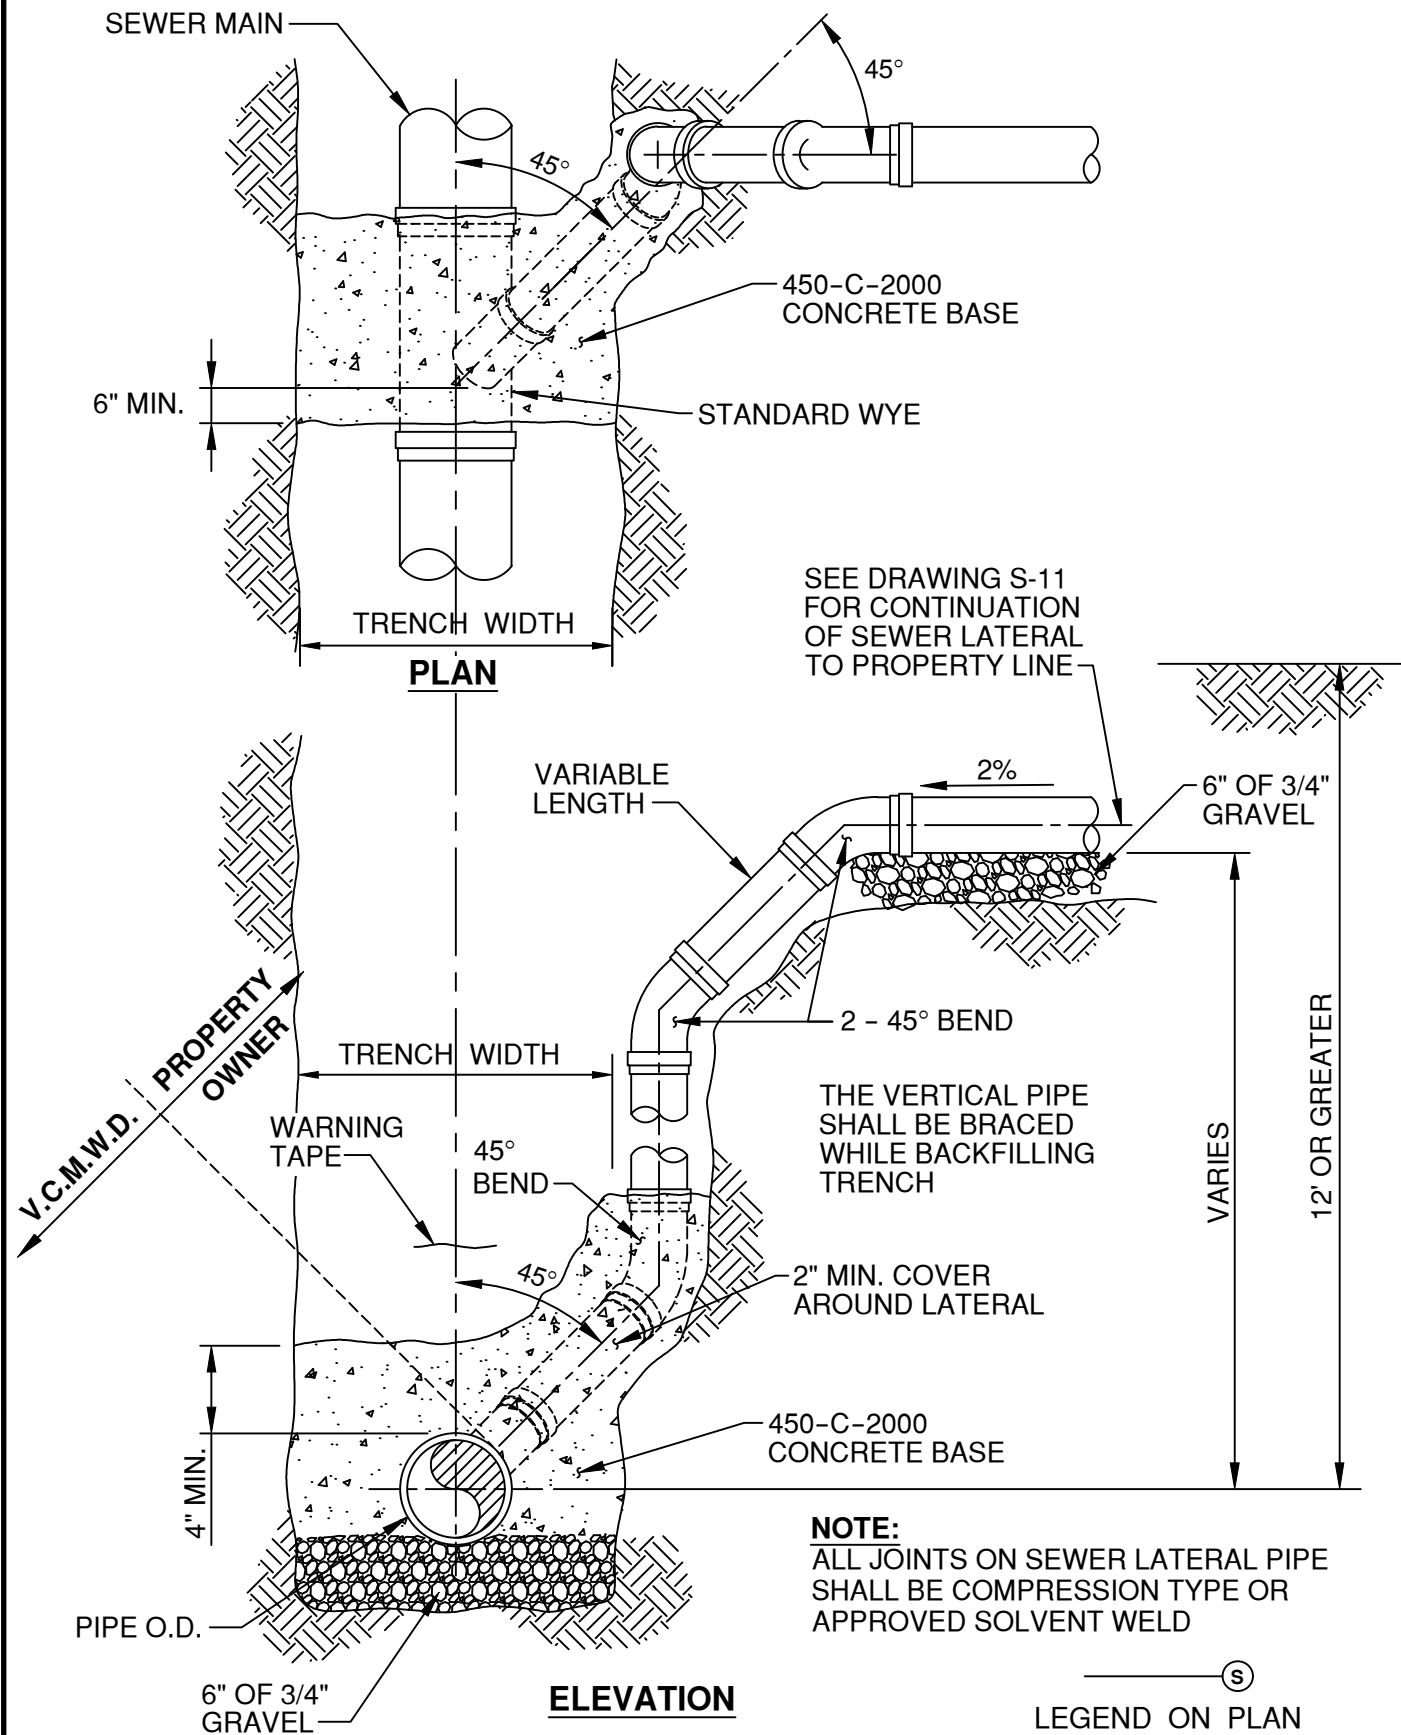 SEWER MAIN
45°
45°
450-C-2000
CONCRETE BASE
6" MIN.
STANDARD WYE
TRENCH WIDTH
PLAN
SEE DRAWING S-11
FOR CONTINUATION
OF SEWER LATERAL
TO PROPERTY LINE
VARIABLE
LENGTH
2%
6" OF 3/4"
GRAVEL
2 - 45° BEND
V.C.M.W.D.
PROPERTY
OWNER
TRENCH WIDTH
THE VERTICAL PIPE
SHALL BE BRACED
WHILE BACKFILLING
TRENCH
WARNING
TAPE
45°
BEND
VARIES
12' OR GREATER
45°
2" MIN. COVER
AROUND LATERAL
4" MIN.
450-C-2000
CONCRETE BASE
NOTE:
ALL JOINTS ON SEWER LATERAL PIPE
SHALL BE COMPRESSION TYPE OR
APPROVED SOLVENT WELD
PIPE O.D.
6" OF 3/4"
GRAVEL
ELEVATION
S
LEGEND ON PLAN